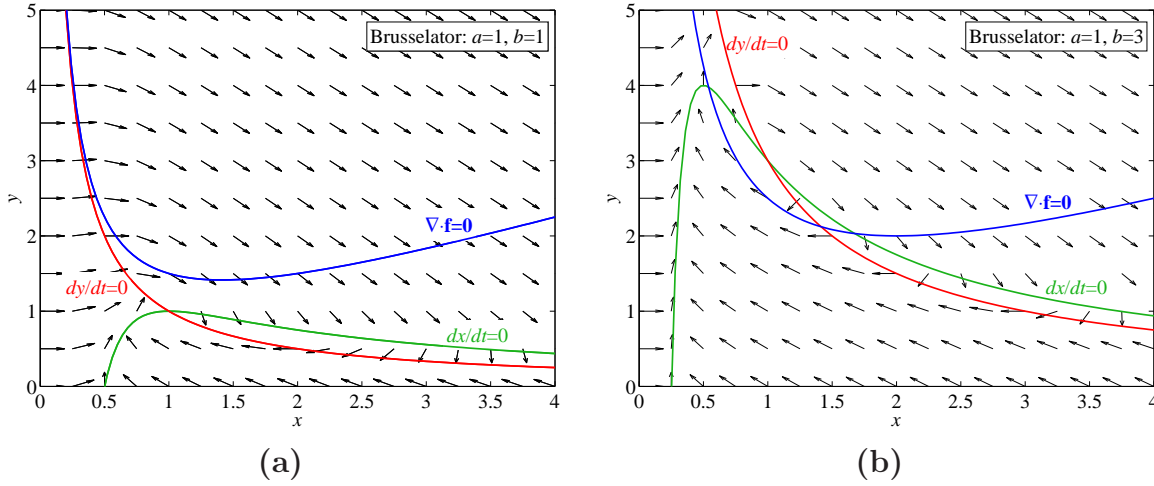 Brusselator: a=1, b=1
∇·f=0
dy/dt=0
dx/dt=0
y
5
4
3
2
1
0
0 0.5 1 1.5 2 2.5 3 3.5 4
x
(a)
Brusselator: a=1, b=3
dy/dt=0
∇·f=0
dx/dt=0
y
5
4
3
2
1
0
0 0.5 1 1.5 2 2.5 3 3.5 4
x
(b)